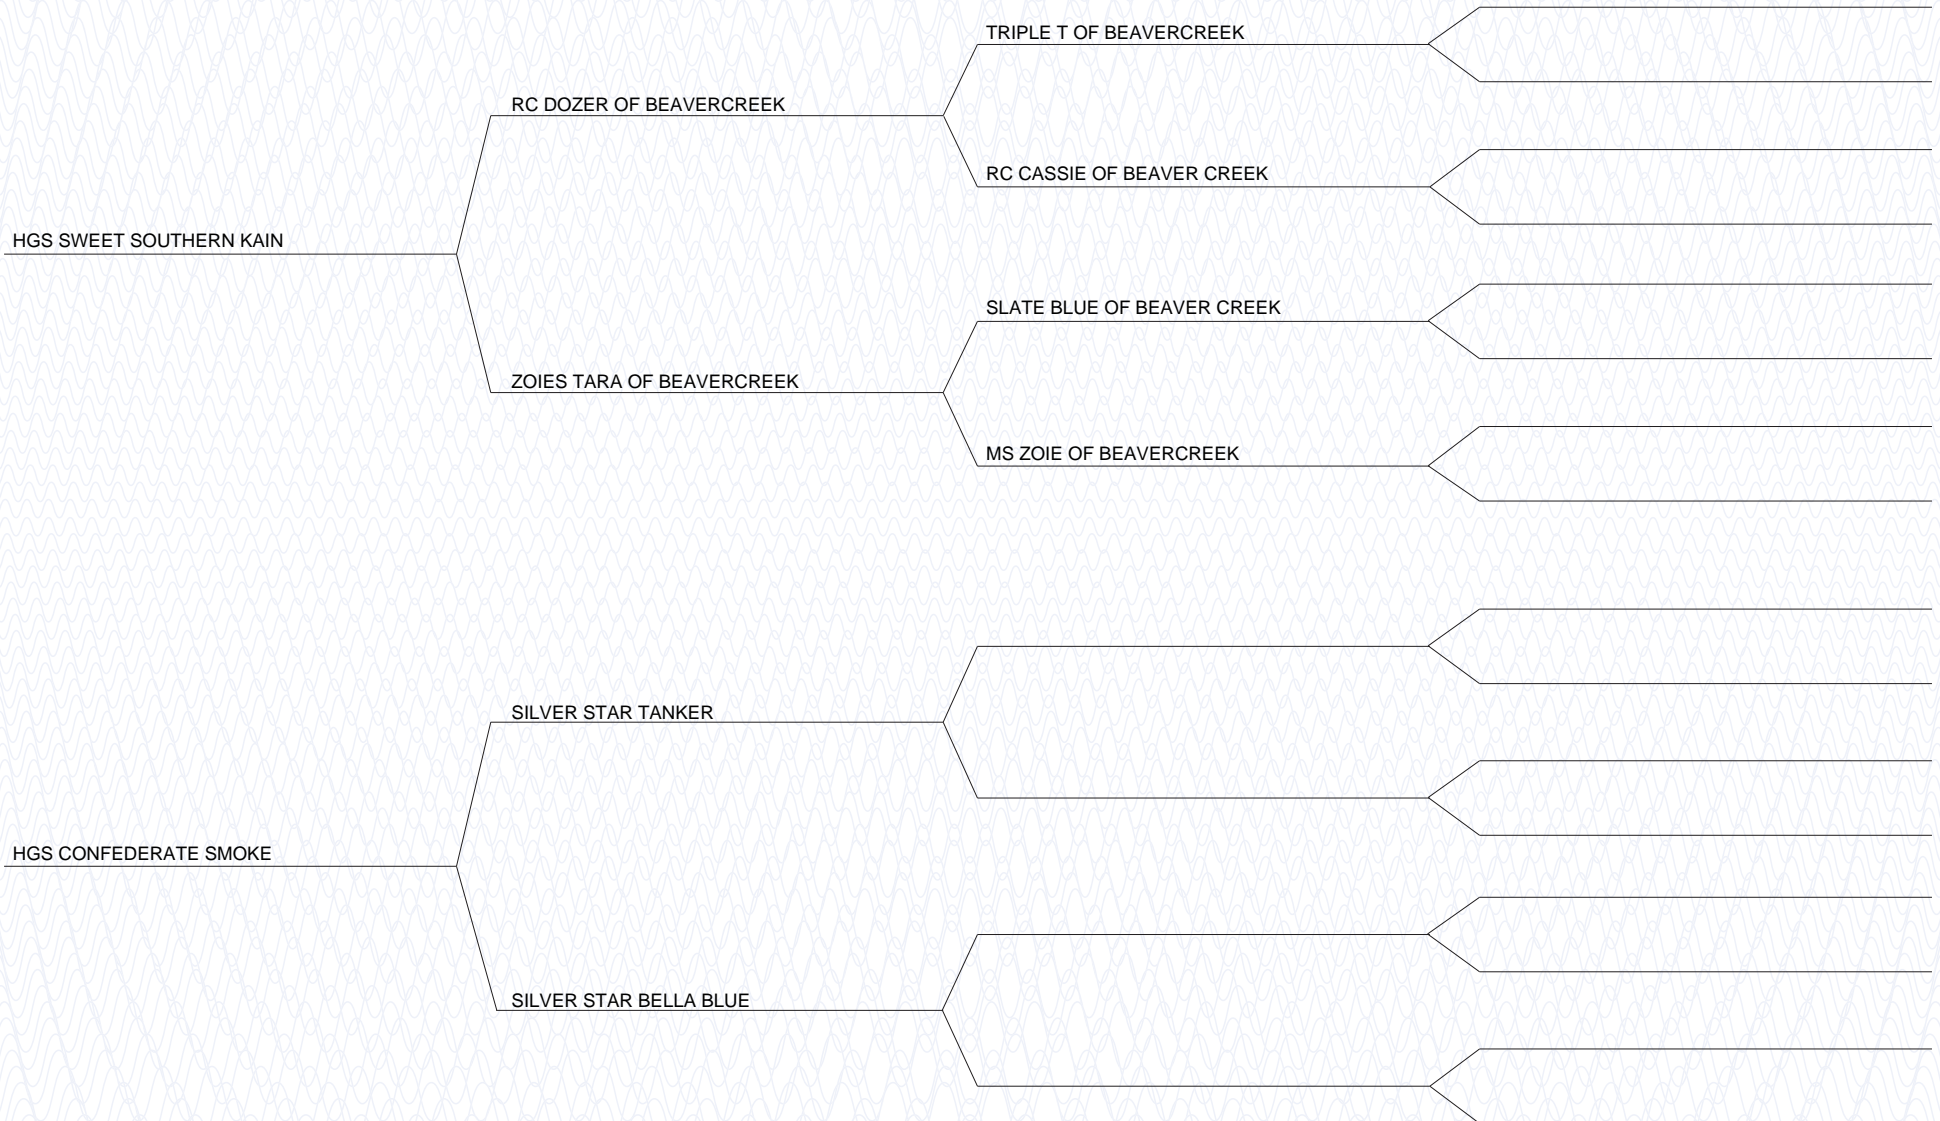 TRIPLE T OF BEAVERCREEK
RC DOZER OF BEAVERCREEK
RC CASSIE OF BEAVER CREEK
HGS SWEET SOUTHERN KAIN
SLATE BLUE OF BEAVER CREEK
ZOIES TARA OF BEAVERCREEK
MS ZOIE OF BEAVERCREEK
SILVER STAR TANKER
HGS CONFEDERATE SMOKE
SILVER STAR BELLA BLUE